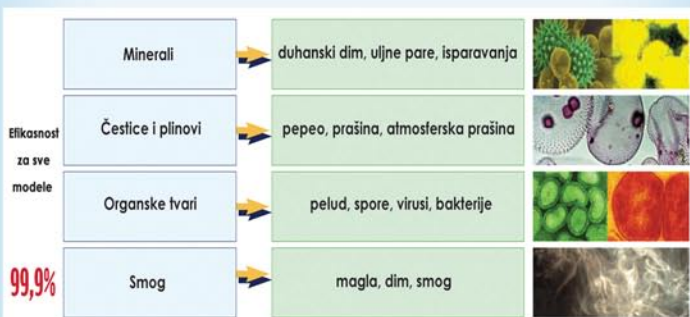 Efikasnost
za sve
modele
99,9%
Minerali
duhanski dim, uljne pare, isparavanja
Čestice i plinovi
pepeo, prašina, atmosferska prašina
Organske tvari
pelud, spore, virusi, bakterije
Smog
magla, dim, smog